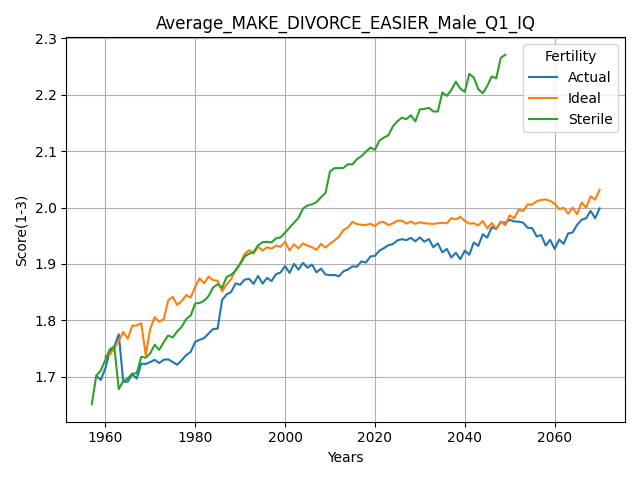 Average_MAKE_DIVORCE_EASIER_Male_Q1_IQ
2.3
2.2
2.1
2.0
1.9
1.8
1.7
Score(1-3)
Fertility
Actual
Ideal
Sterile
1960
1980
2000
2020
2040
2060
Years